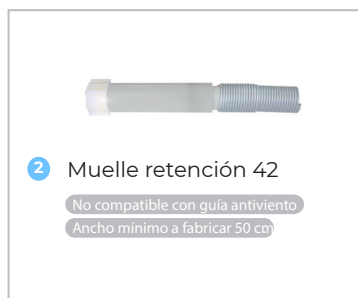 2 Muelle retención 42
No compatible con guía antiviento
Ancho mínimo a fabricar 50 cm